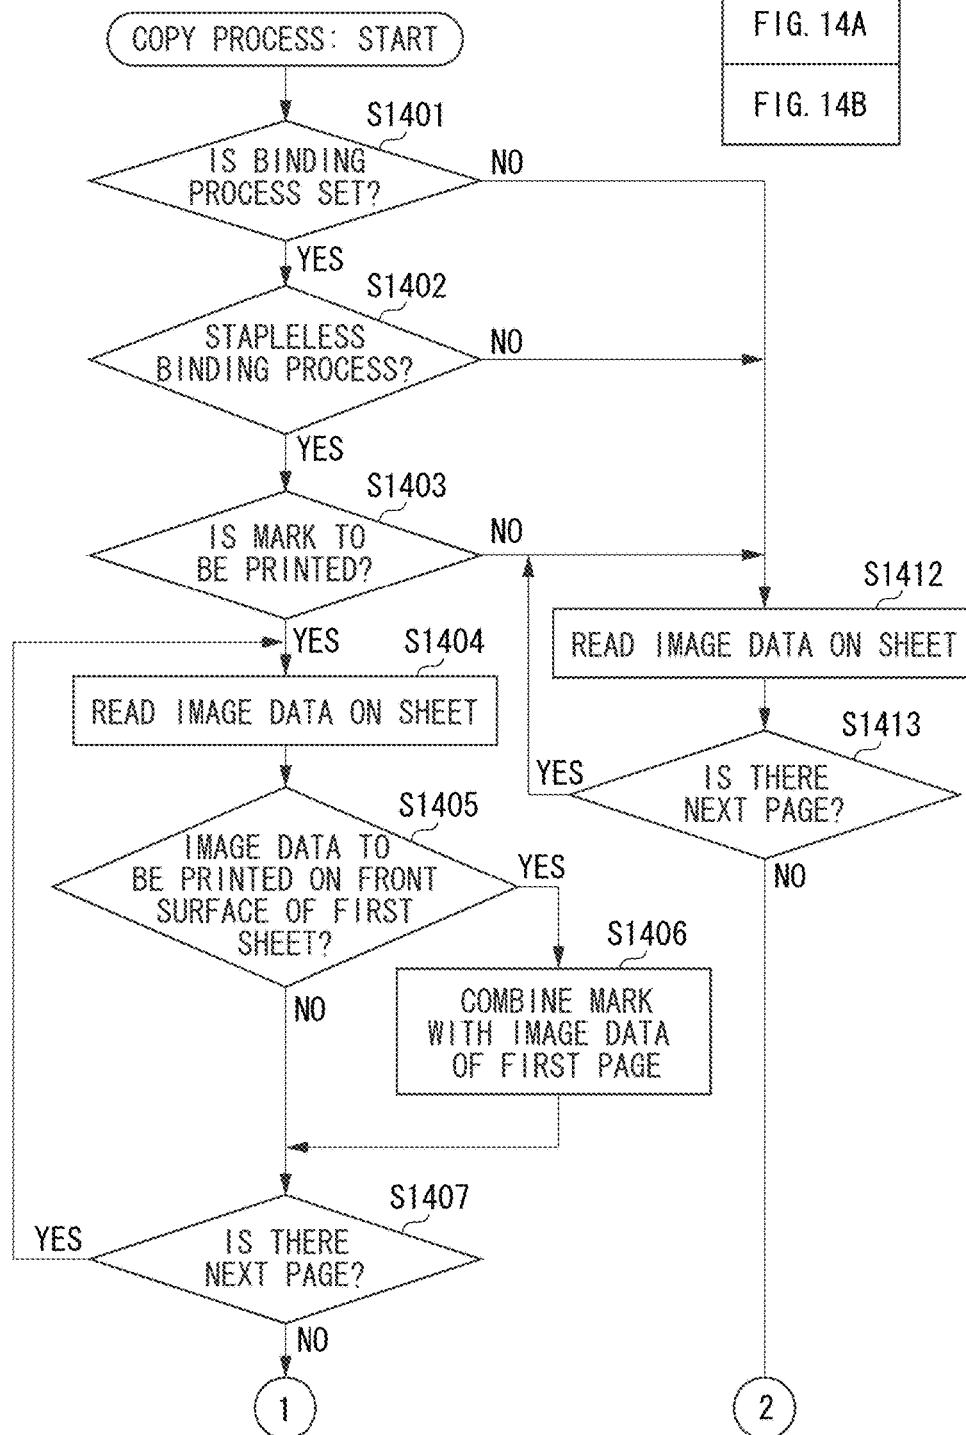 COPY PROCESS: START
FIG. 14A
FIG. 14B
S1401
IS BINDING
PROCESS SET?
NO
YES
S1402
STAPLELESS
BINDING PROCESS?
NO
YES
S1403
IS MARK TO
BE PRINTED?
NO
YES
S1412
READ IMAGE DATA ON SHEET
S1404
READ IMAGE DATA ON SHEET
S1413
IS THERE
NEXT PAGE?
YES
NO
S1405
IMAGE DATA TO
BE PRINTED ON FRONT
SURFACE OF FIRST
SHEET?
YES
NO
S1406
COMBINE MARK
WITH IMAGE DATA
OF FIRST PAGE
S1407
IS THERE
NEXT PAGE?
YES
NO
1
2